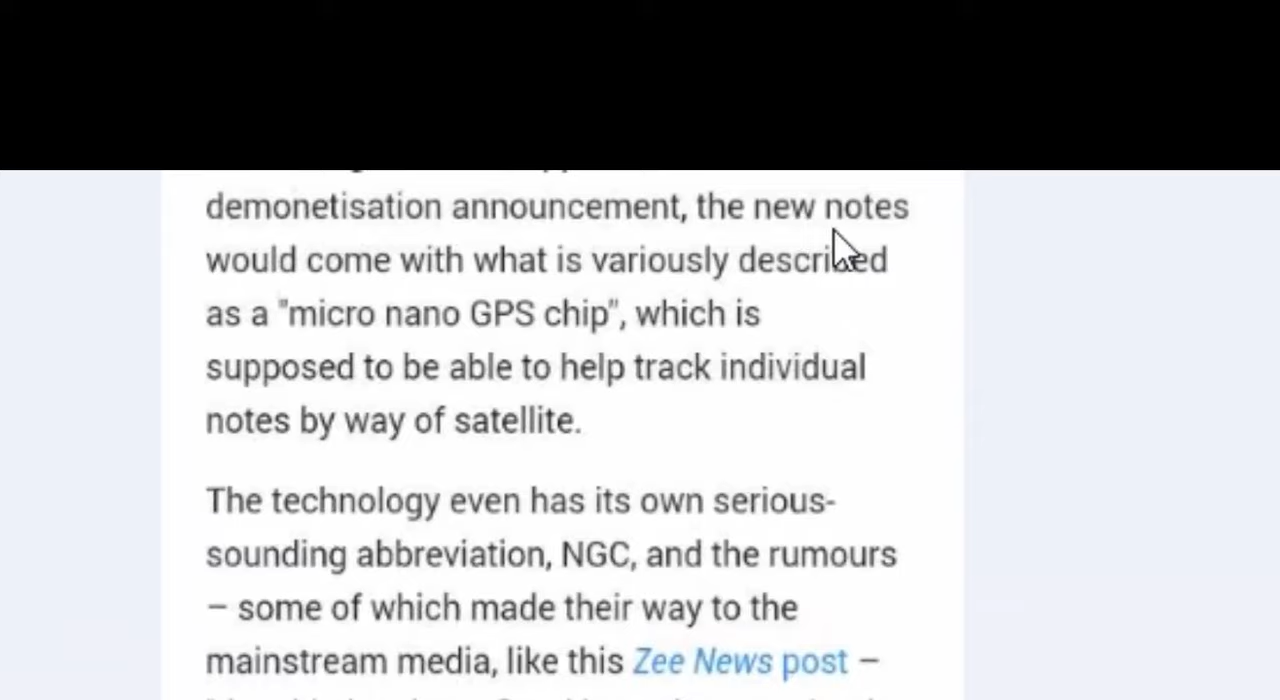 demonetisation announcement, the new notes
would come with what is variously described
as a "micro nano GPS chip", which is
supposed to be able to help track individual
notes by way of satellite.
The technology even has its own serious-
sounding abbreviation, NGC, and the rumours
– some of which made their way to the
mainstream media, like this Zee News post –